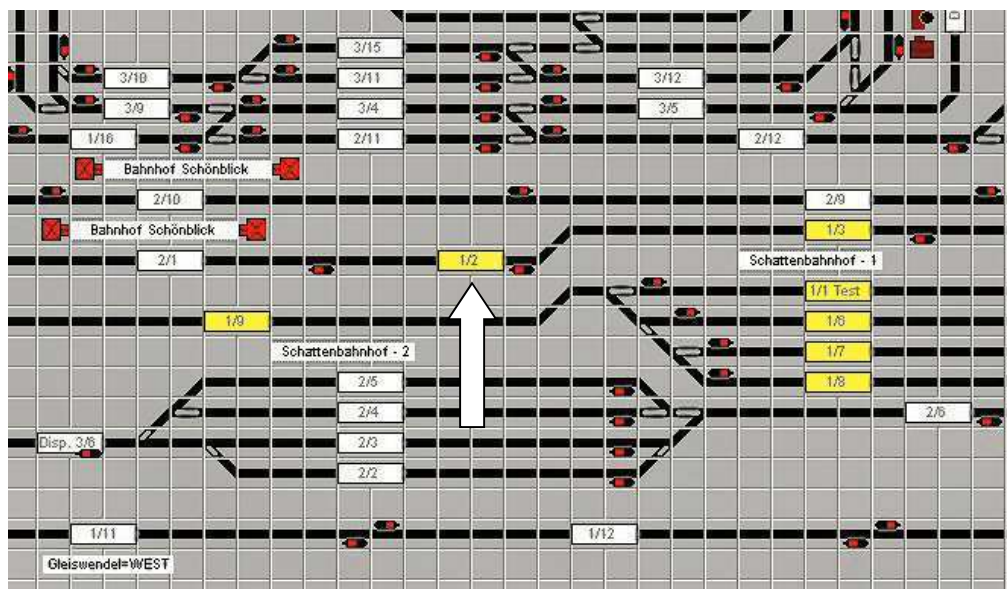 3/15
3/10 3/11 3/12
3/9 3/4 3/5
1/16 2/11 2/12
Bahnhof Schönblick
2/10 2/9
Bahnhof Schönblick 1/3
2/1 1/2 Schattenbahnhof - 1
1/1 Test
1/9 1/6
Schattenbahnhof - 2 1/7
2/5 1/8
2/4 2/6
Disp. 3/6 2/3
2/2
1/11 1/12
Gleiswendel=WEST